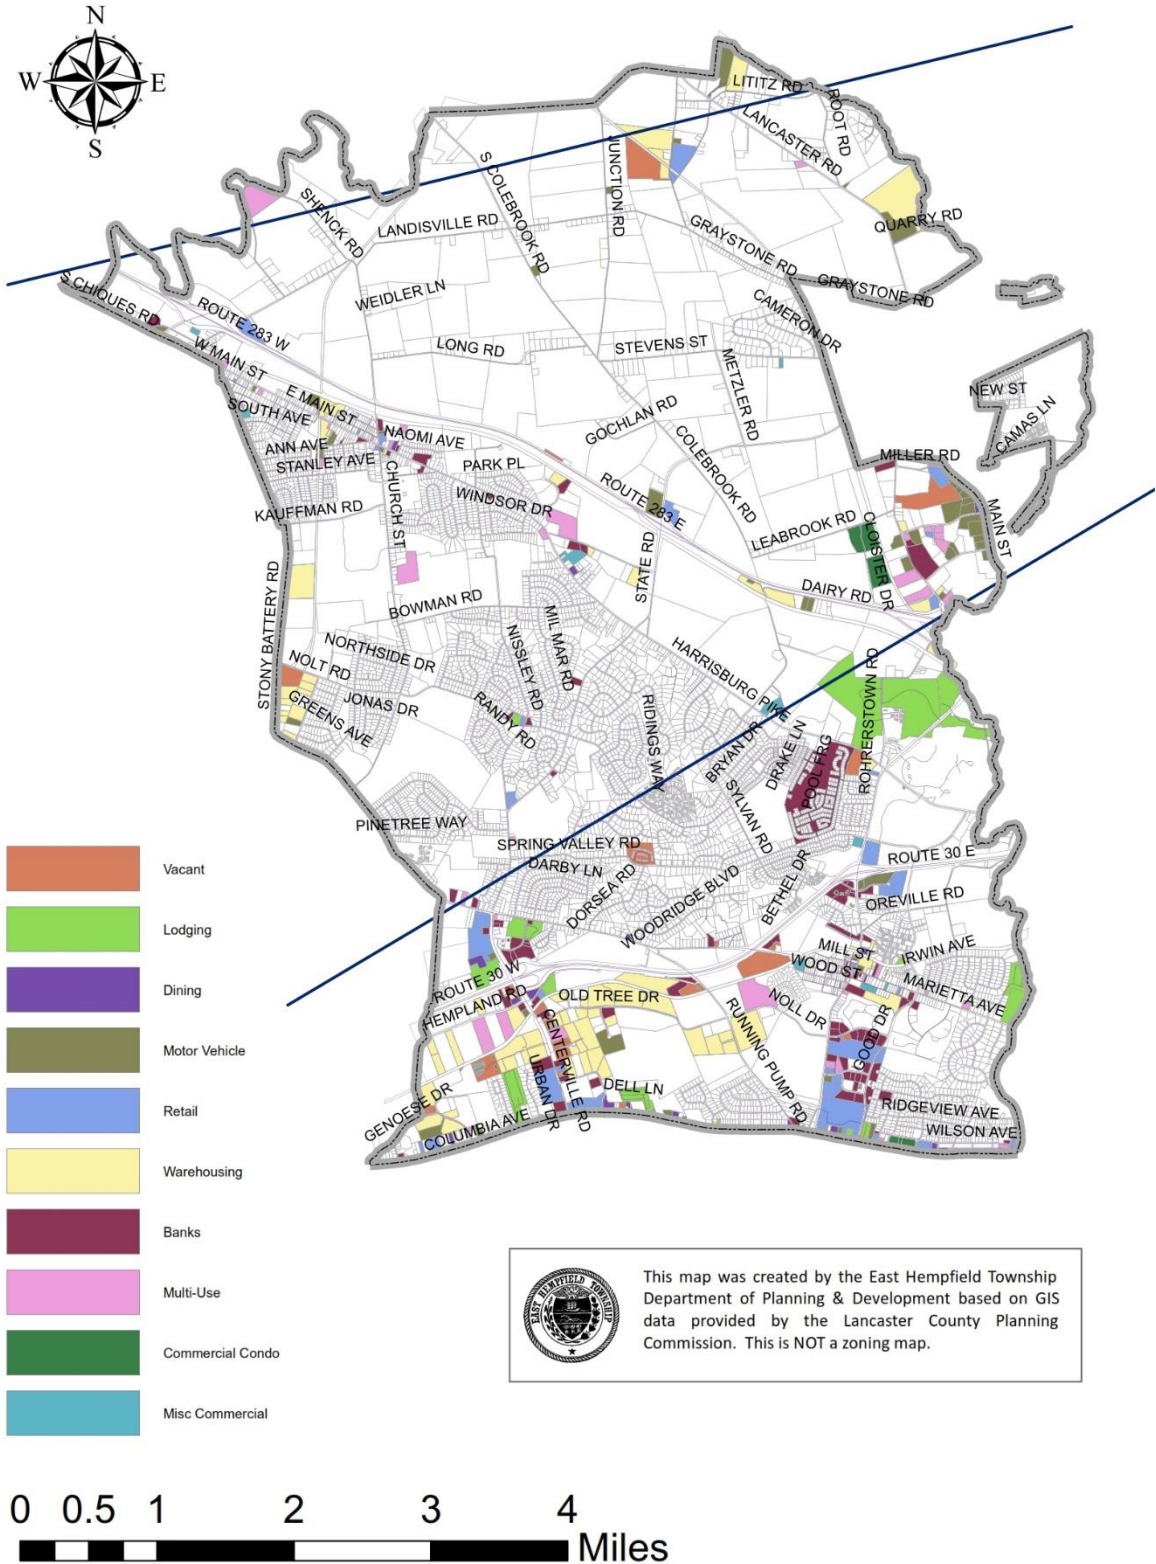 N
W E
S
LITITZ RD
ROOT RD
LANCASTER RD
JUNCTION RD
S COLEBROOK RD
SHENCK RD
LANDISVILLE RD
QUARRY RD
GRAYSTONE RD
GRAYSTONE RD
S CHIQUES RD
ROUTE 283 W
WEIDLER LN
CAMERON DR
W MAIN ST
LONG RD
STEVENS ST
METZLER RD
E MAIN ST
SOUTH AVE
NEW ST
CAMAS LN
GOCHLAN RD
NAOMI AVE
ANN AVE
STANLEY AVE
COLEBROOK RD
MILLER RD
PARK PL
CHURCH ST
WINDSOR DR
ROUTE 283 E
KAUFFMAN RD
LEABROOK RD
CLOISTER DR
MAIN ST
STATE RD
DAIRY RD
STONY BATTERY RD
BOWMAN RD
MIL MAR RD
NISSLEY RD
HARRISBURG PIKE
NORTHSIDE DR
NOLT RD
JONAS DR
GREENS AVE
RANDY RD
RIDINGS WAY
ROHRERSTOWN RD
BRYAN DR
DRAKE LN
POOL FRG
SYLVAN RD
PINETREE WAY
SPRING VALLEY RD
DARBY LN
DORSEA RD
WOODRIDGE BLVD
BETHEL DR
ROUTE 30 E
OREVILLE RD
MILL ST
IRWIN AVE
WOOD ST
MARIETTA AVE
ROUTE 30 W
HEMPLAND RD
OLD TREE DR
NOLL DR
RUNNING PUMP RD
GOOD DR
CENTERVILLE RD
URBAN DR
DELL LN
GENOESE DR
COLUMBIA AVE
RIDGEVIEW AVE
WILSON AVE
Vacant
Lodging
Dining
Motor Vehicle
Retail
Warehousing
Banks
Multi-Use
Commercial Condo
Misc Commercial
EAST HEMPFIELD TOWNSHIP
This map was created by the East Hempfield Township
Department of Planning & Development based on GIS
data provided by the Lancaster County Planning
Commission. This is NOT a zoning map.
0 0.5 1 2 3 4
Miles